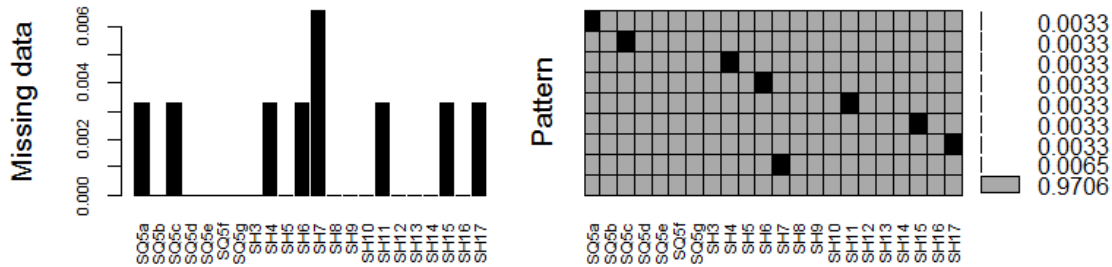 Missing data
0.006
0.004
0.002
0.000
SQ5a
SQ5b
SQ5c
SQ5d
SQ5e
SQ5f
SQ5g
SH3
SH4
SH5
SH6
SH7
SH8
SH9
SH10
SH11
SH12
SH13
SH14
SH15
SH16
SH17
Pattern
SQ5a
SQ5b
SQ5c
SQ5d
SQ5e
SQ5f
SQ5g
SH3
SH4
SH5
SH6
SH7
SH8
SH9
SH10
SH11
SH12
SH13
SH14
SH15
SH16
SH17
0.0033
0.0033
0.0033
0.0033
0.0033
0.0033
0.0033
0.0065
0.9706